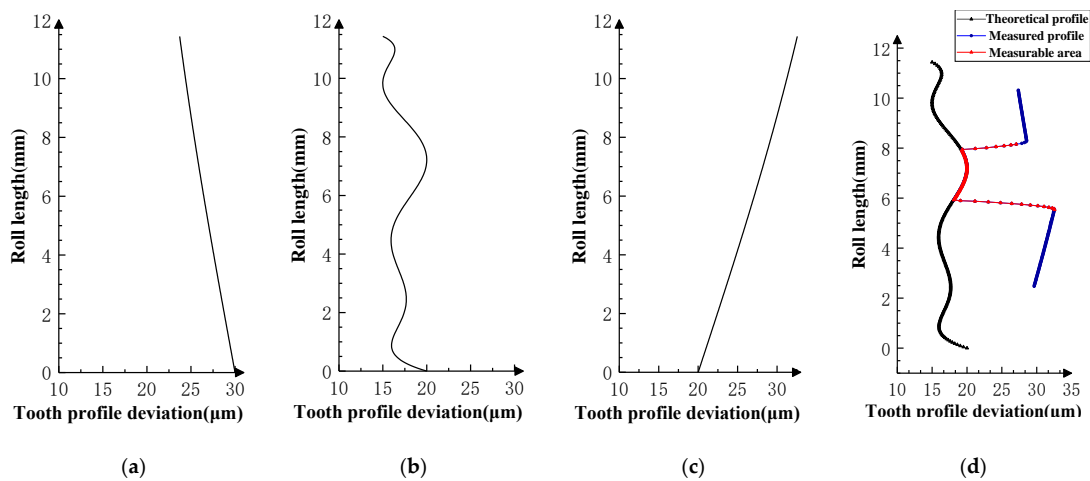 12
10
8
6
4
2
0
Roll length(mm)
10 15 20 25 30
Tooth profile deviation(μm)
(a)
12
10
8
6
4
2
0
Roll length(mm)
10 15 20 25 30
Tooth profile deviation(μm)
(b)
12
10
8
6
4
2
0
Roll length(mm)
10 15 20 25 30
Tooth profile deviation(μm)
(c)
Theoretical profile
Measured profile
Measurable area
12
10
8
6
4
2
0
Roll length(mm)
10 15 20 25 30 35
Tooth profile deviation(μm)
(d)